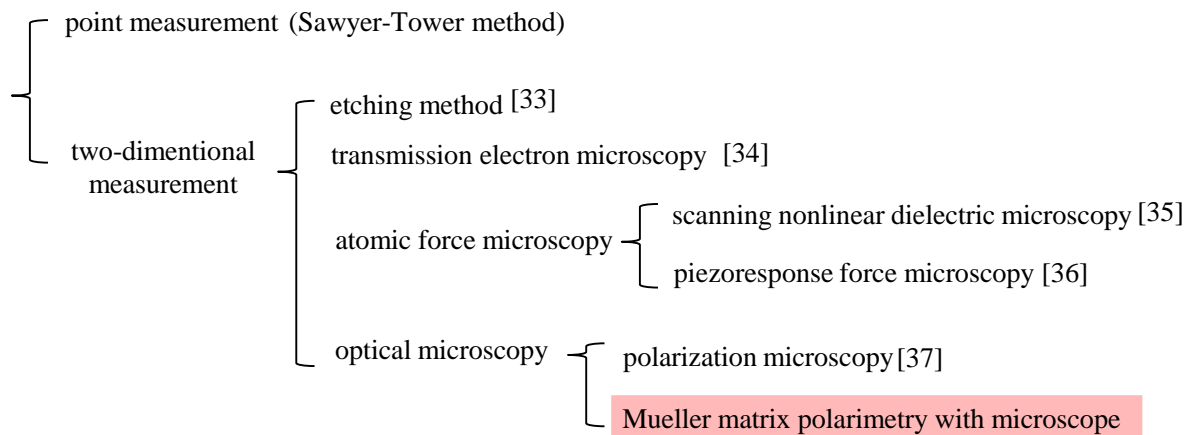 point measurement (Sawyer-Tower method)
etching method [33]
two-dimentional
measurement
transmission electron microscopy [34]
scanning nonlinear dielectric microscopy [35]
atomic force microscopy
piezoresponse force microscopy [36]
optical microscopy
polarization microscopy [37]
Mueller matrix polarimetry with microscope